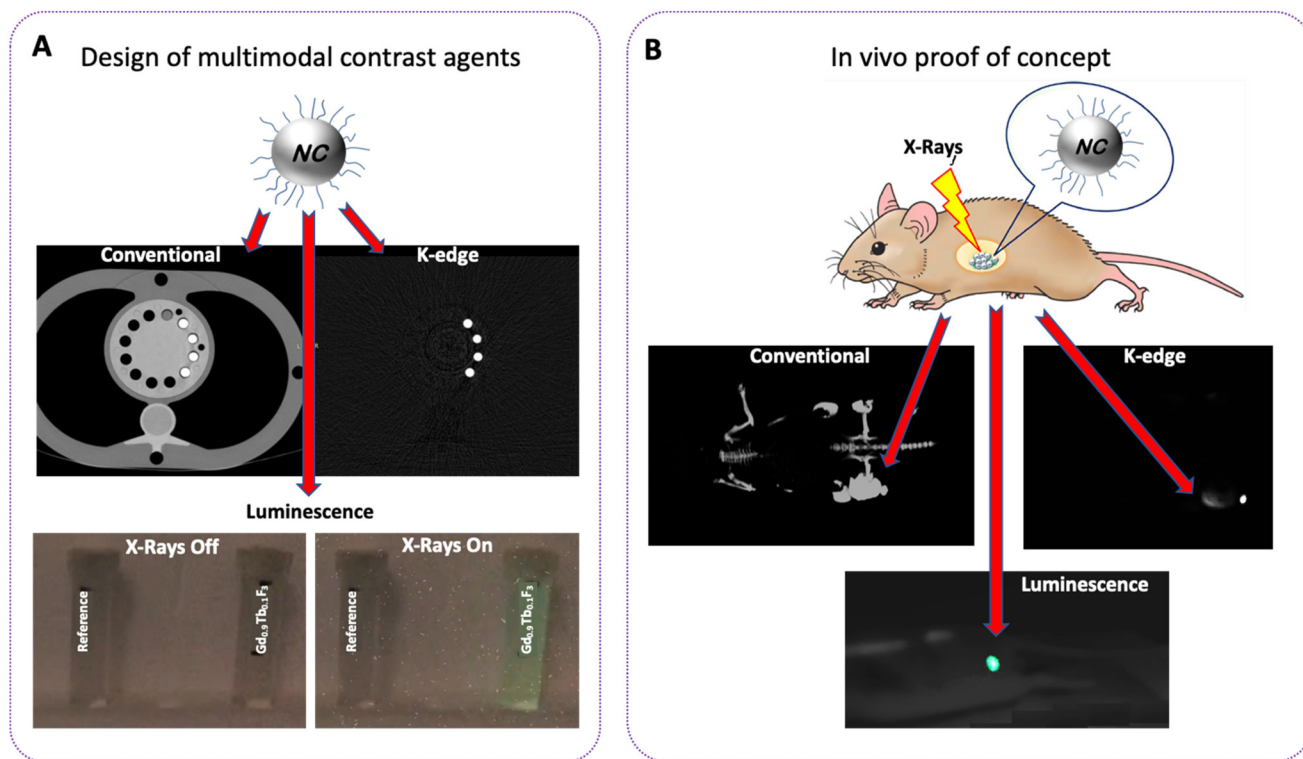 A
Design of multimodal contrast agents
NC
Conventional
K-edge
L
R
Luminescence
X-Rays Off
X-Rays On
Reference
Gd0.9Tb0.1F3
Reference
Gd0.9Tb0.1F3
B
In vivo proof of concept
NC
X-Rays
Conventional
K-edge
Luminescence